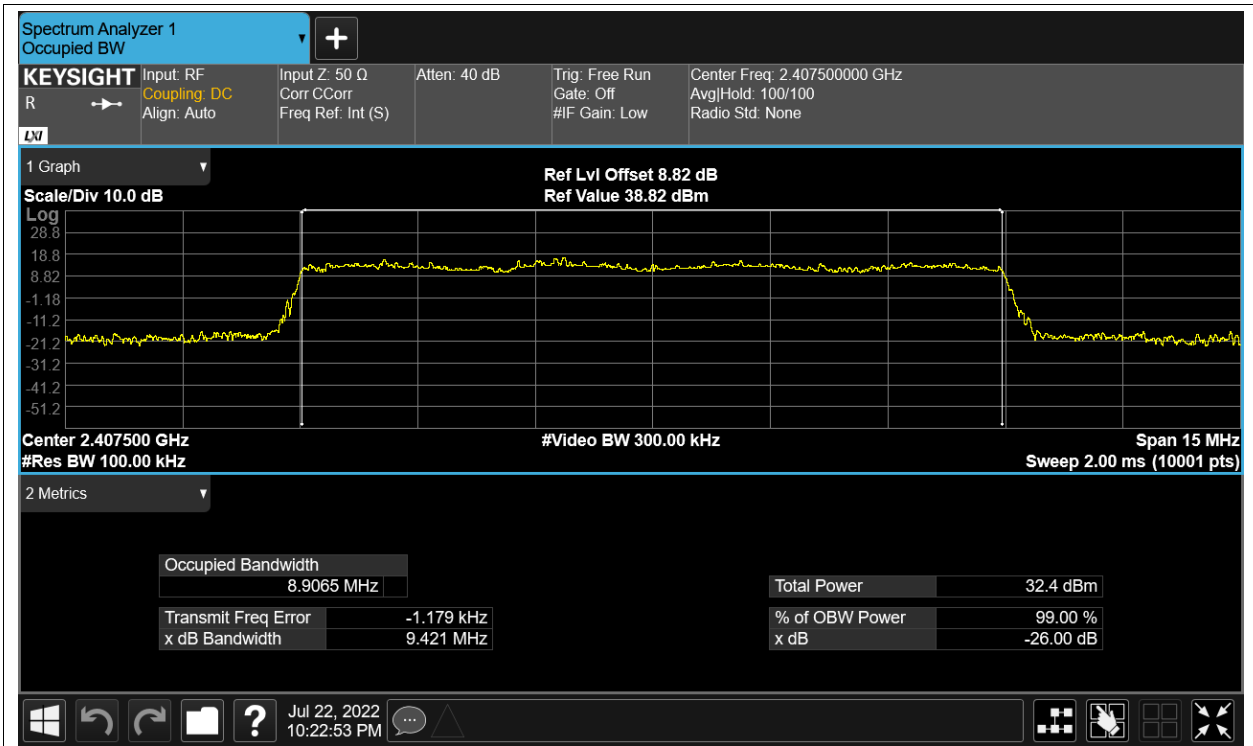 Spectrum Analyzer 1
Occupied BW
+
KEYSIGHT
R
LXI
Input: RF
Coupling: DC
Align: Auto
Input Z: 50 Ω
Corr CCorr
Freq Ref: Int (S)
Atten: 40 dB
Trig: Free Run
Gate: Off
#IF Gain: Low
Center Freq: 2.407500000 GHz
Avg|Hold: 100/100
Radio Std: None
1 Graph
Scale/Div 10.0 dB
Ref Lvl Offset 8.82 dB
Ref Value 38.82 dBm
Log
28.8
18.8
8.82
-1.18
-11.2
-21.2
-31.2
-41.2
-51.2
Center 2.407500 GHz
#Video BW 300.00 kHz
Span 15 MHz
#Res BW 100.00 kHz
Sweep 2.00 ms (10001 pts)
2 Metrics
Occupied Bandwidth
8.9065 MHz
Total Power 32.4 dBm
Transmit Freq Error -1.179 kHz
% of OBW Power 99.00 %
x dB Bandwidth 9.421 MHz
x dB -26.00 dB
?
Jul 22, 2022
10:22:53 PM